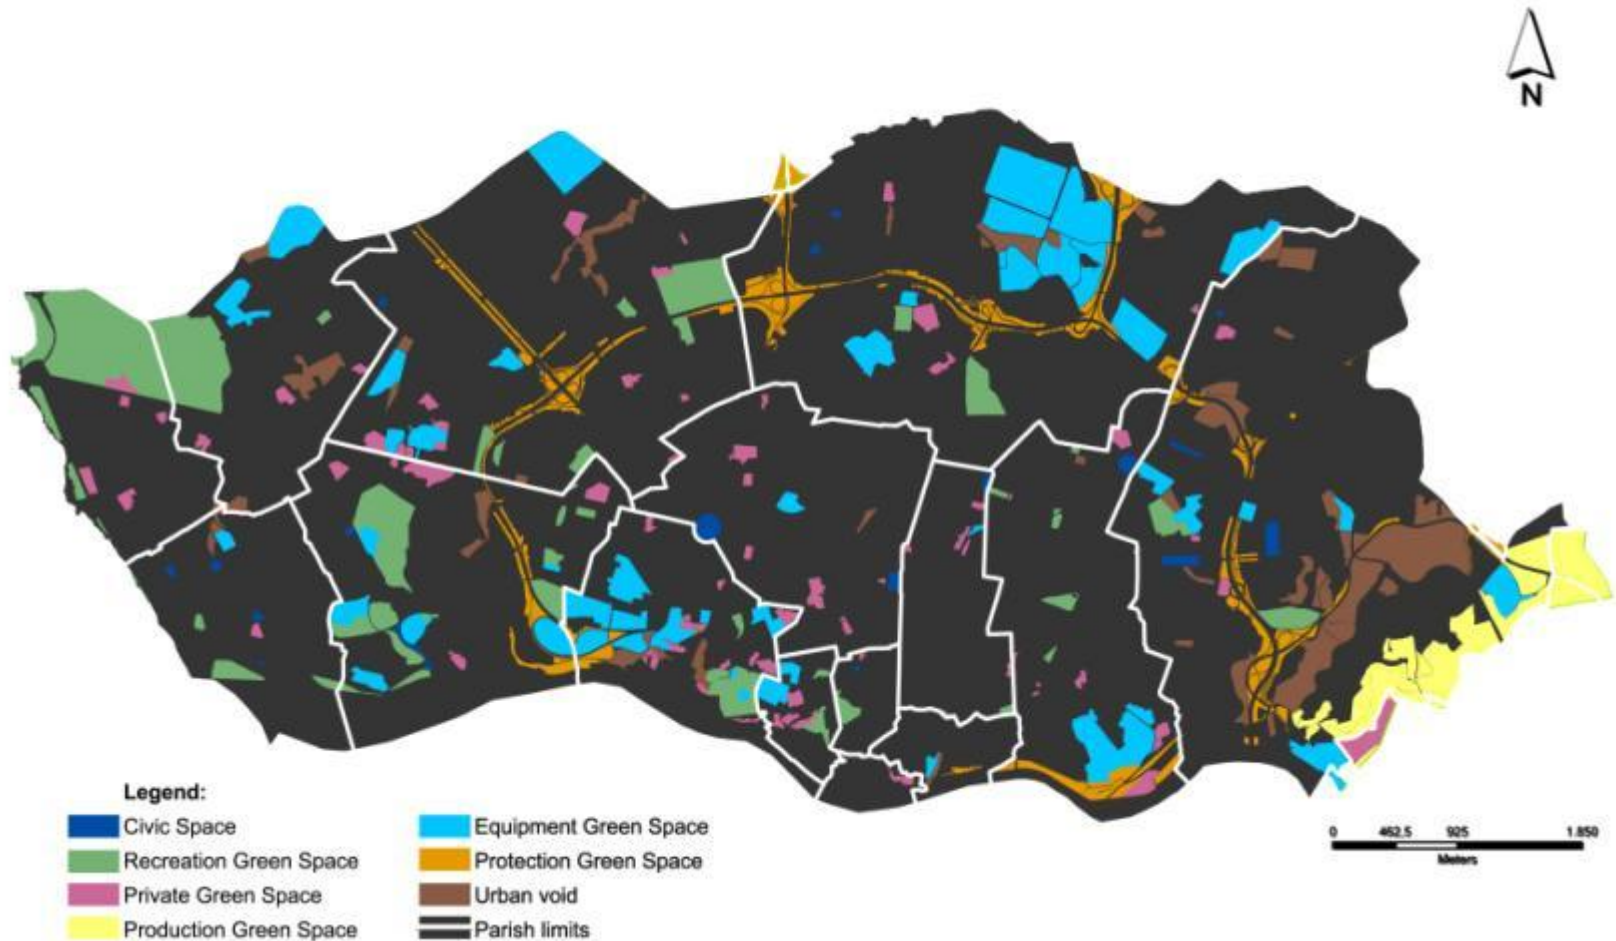 N
Legend:
Civic Space
Recreation Green Space
Private Green Space
Production Green Space
Equipment Green Space
Protection Green Space
Urban void
Parish limits
0 462.5 925 1.850
Meters